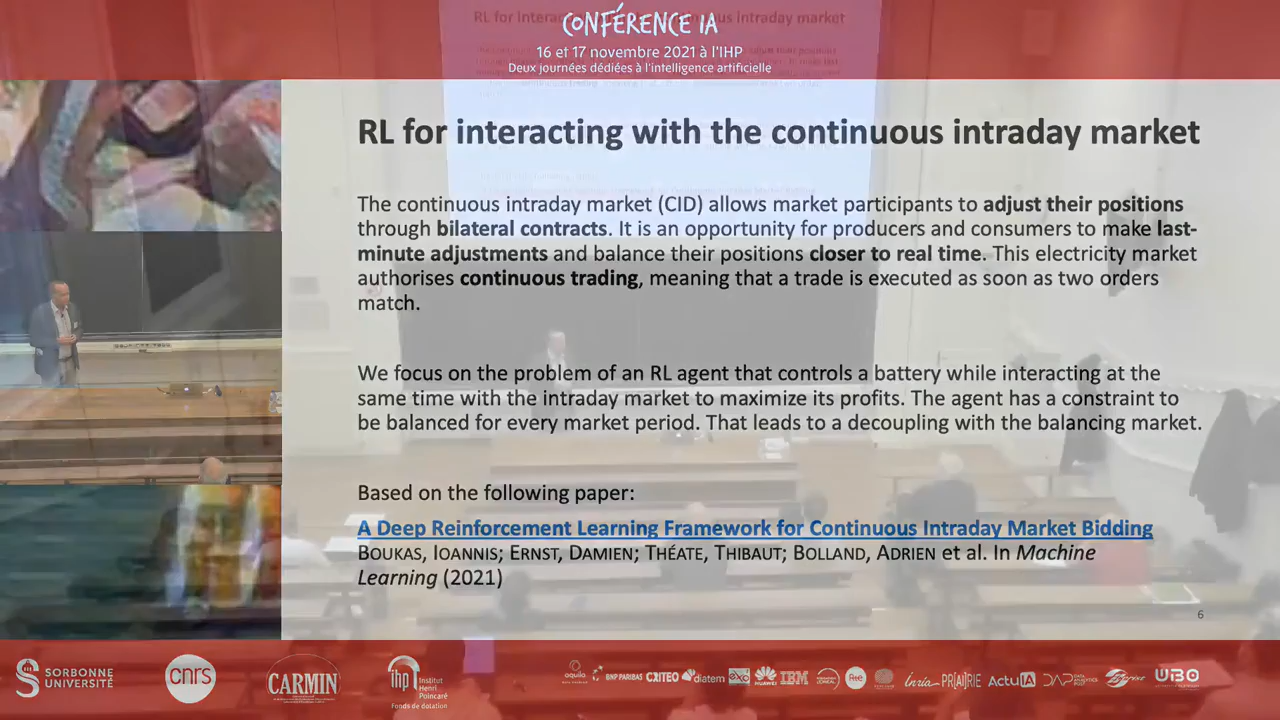 CONFÉRENCE IA
16 et 17 novembre 2021 à l'IHP
Deux journées dédiées à l'intelligence artificielle
RL for interacting with the continuous intraday market
The continuous intraday market (CID) allows market participants to adjust their positions
through bilateral contracts. It is an opportunity for producers and consumers to make last-
minute adjustments and balance their positions closer to real time. This electricity market
authorises continuous trading, meaning that a trade is executed as soon as two orders
match.
We focus on the problem of an RL agent that controls a battery while interacting at the
same time with the intraday market to maximize its profits. The agent has a constraint to
be balanced for every market period. That leads to a decoupling with the balancing market.
Based on the following paper:
A Deep Reinforcement Learning Framework for Continuous Intraday Market Bidding
BOUKAS, IOANNIS; ERNST, DAMIEN; THÉATE, THIBAUT; BOLLAND, ADRIEN et al. In Machine
Learning (2021)
6
SORBONNE
UNIVERSITÉ
cnrs
CARMIN
ihp
Institut
Henri
Poincaré
Fonds de dotation
aquila
BNP PARIBAS
CRITEO
diatem
exo
HUAWEI
IBM
Inria
PR[AI]RIE
ActuIA
DAP
UBO